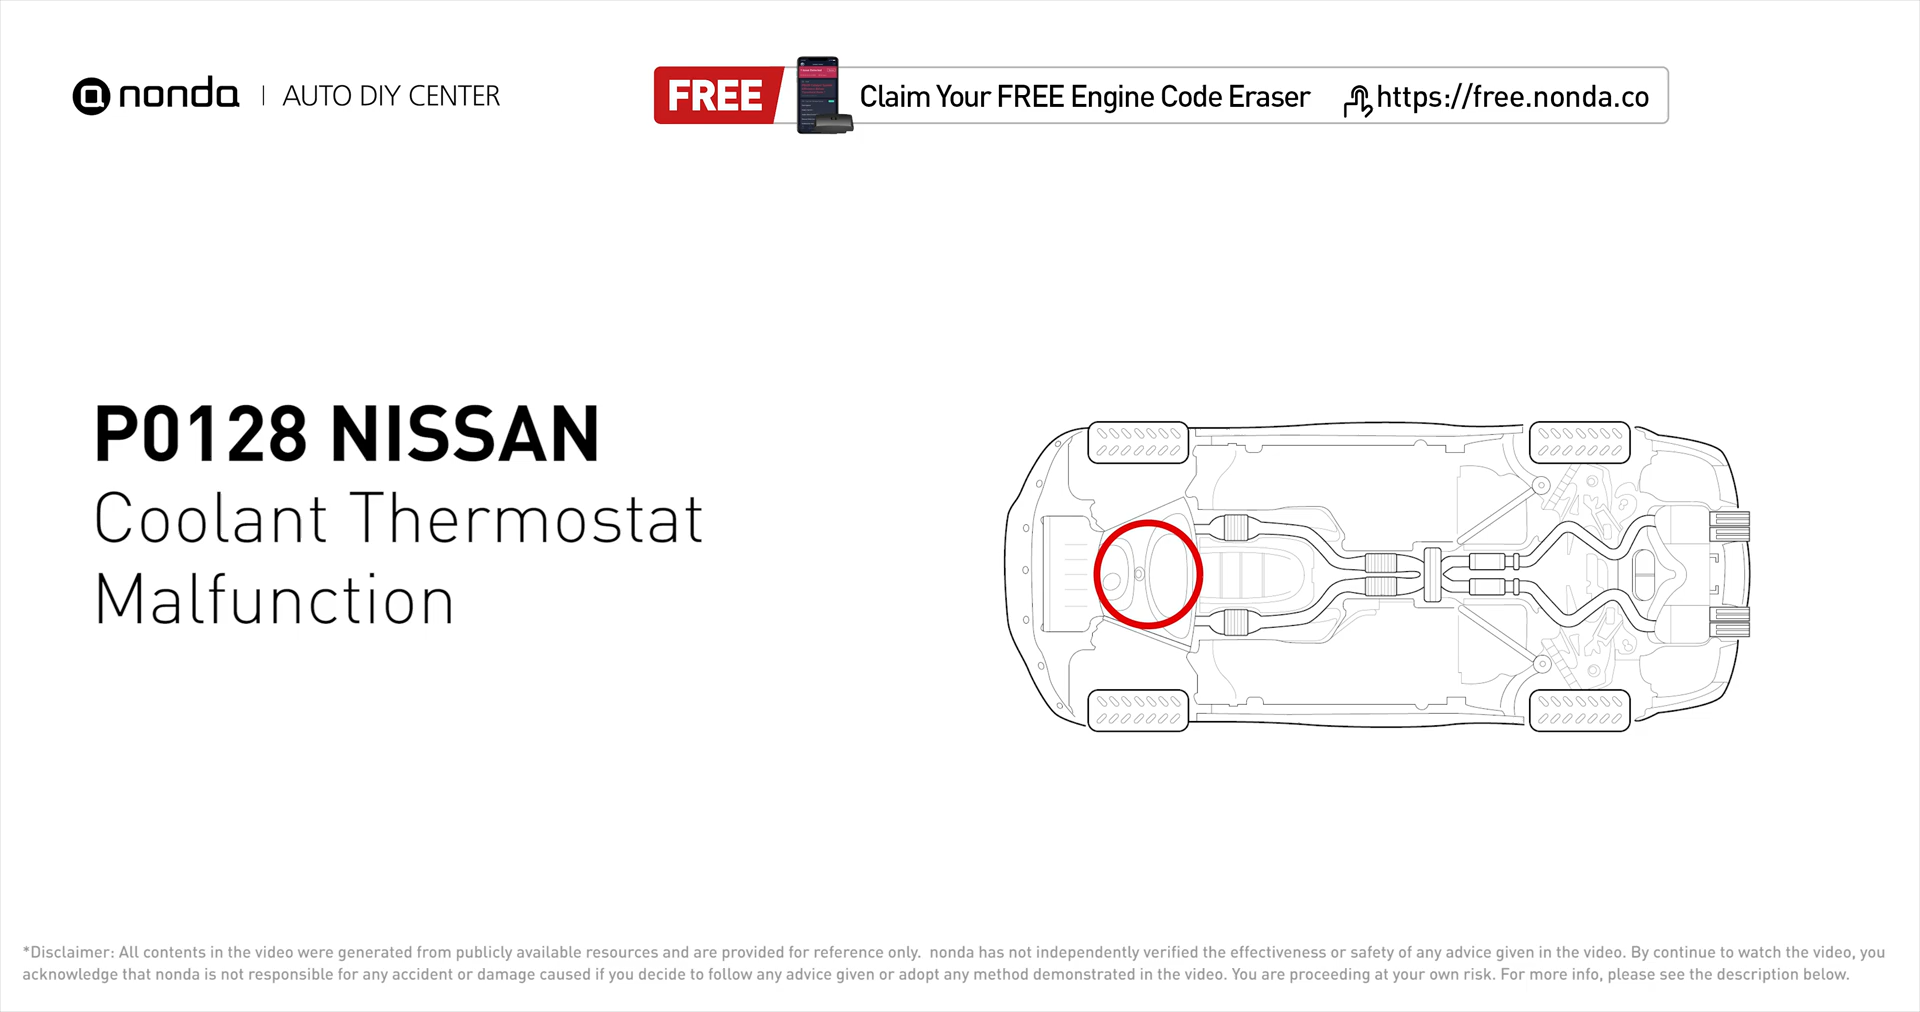 nonda | AUTO DIY CENTER
FREE Claim Your FREE Engine Code Eraser https://free.nonda.co
P0128 NISSAN
Coolant Thermostat
Malfunction
*Disclaimer: All contents in the video were generated from publicly available resources and are provided for reference only. nonda has not independently verified the effectiveness or safety of any advice given in the video. By continue to watch the video, you
acknowledge that nonda is not responsible for any accident or damage caused if you decide to follow any advice given or adopt any method demonstrated in the video. You are proceeding at your own risk. For more info, please see the description below.